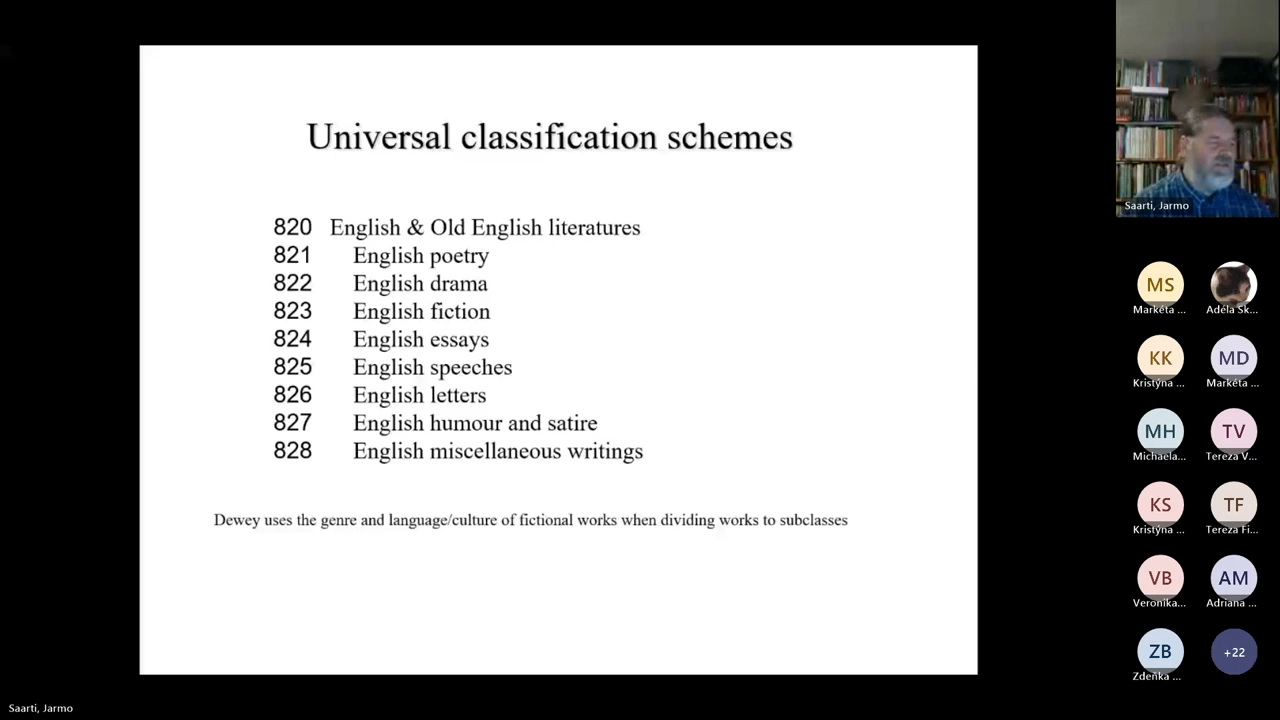 Universal classification schemes
820 English & Old English literatures
821 English poetry
822 English drama
823 English fiction
824 English essays
825 English speeches
826 English letters
827 English humour and satire
828 English miscellaneous writings
Dewey uses the genre and language/culture of fictional works when dividing works to subclasses
Saarti, Jarmo
MS
Markéta ...
Adéla Sk...
KK
Kristýna ...
MD
Markéta ...
MH
Michaela...
TV
Tereza V...
KS
Kristýna ...
TF
Tereza Fi...
VB
Veronika...
AM
Adriana ...
ZB
Zdeňka ...
+22
Saarti, Jarmo